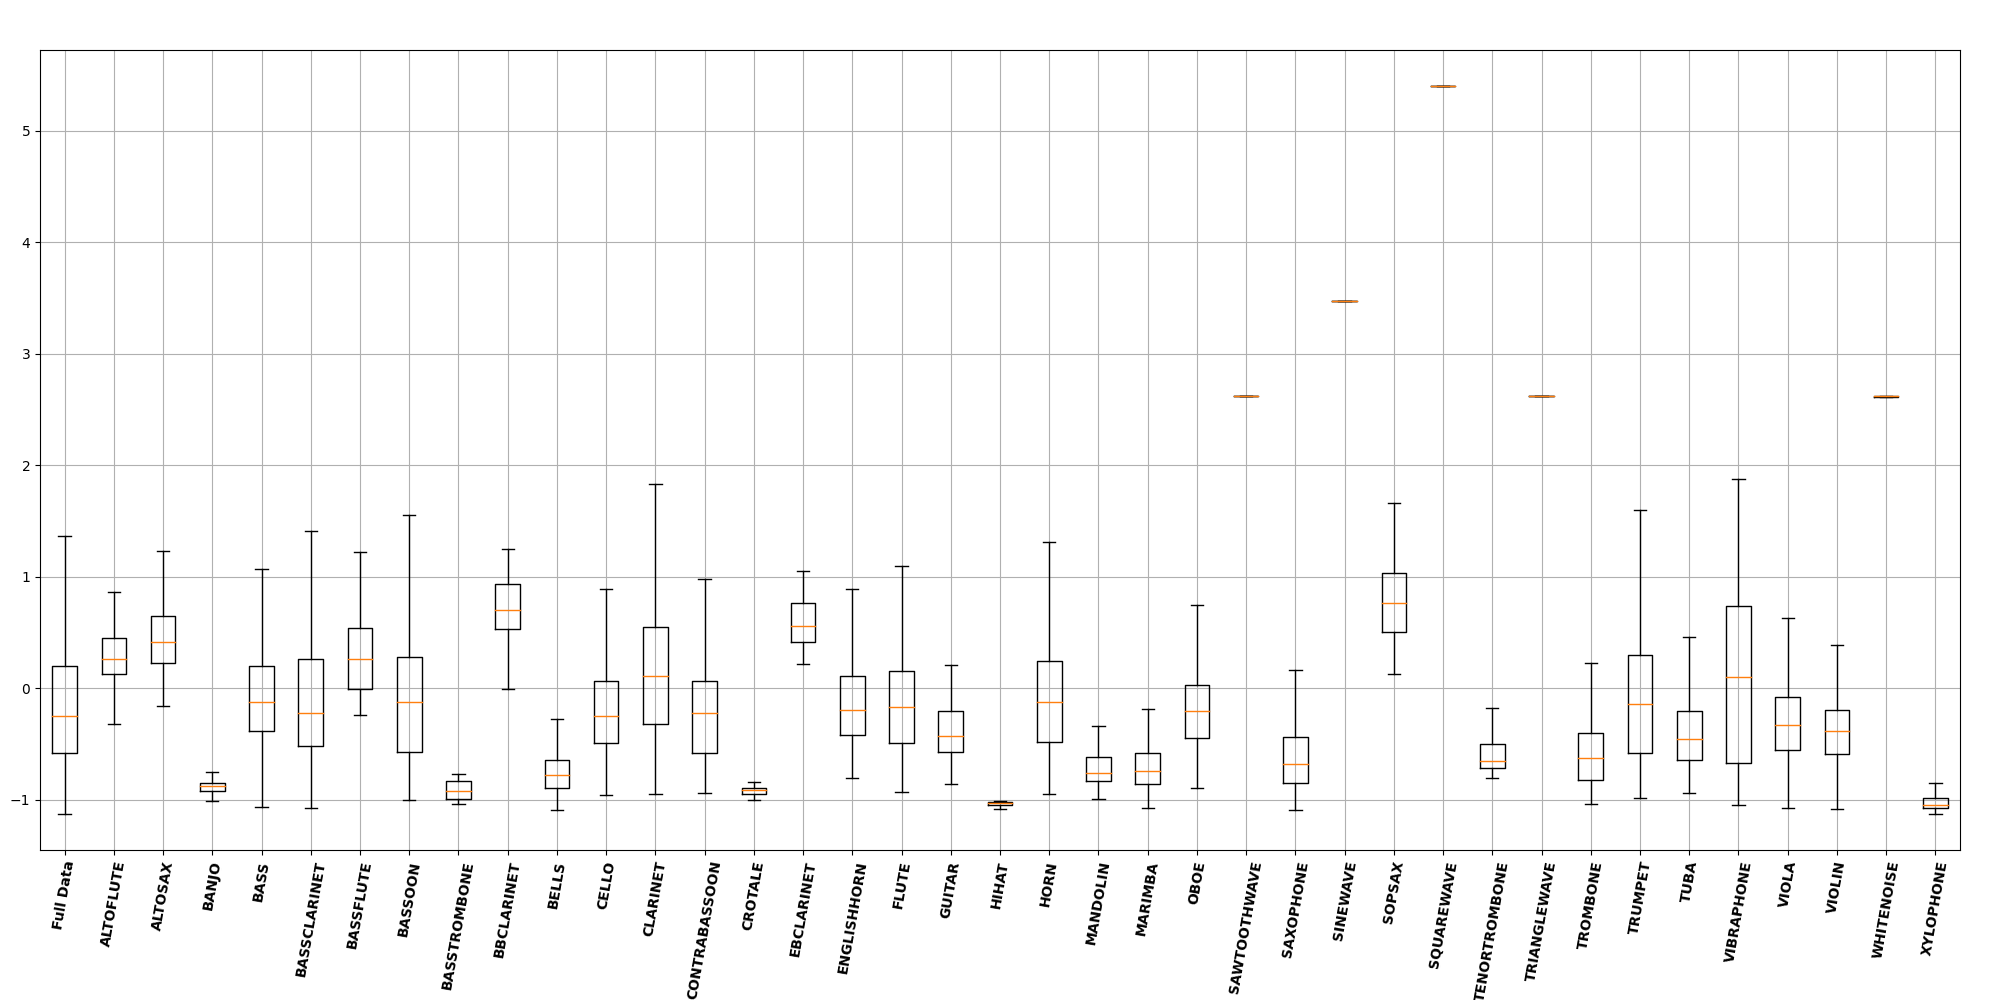 5
4
3
2
1
0
−1
Full Data
ALTOFLUTE
ALTOSAX
BANJO
BASS
BASSCLARINET
BASSFLUTE
BASSOON
BASSTROMBONE
BBCLARINET
BELLS
CELLO
CLARINET
CONTRABASSOON
CROTALE
EBCLARINET
ENGLISHHORN
FLUTE
GUITAR
HIHAT
HORN
MANDOLIN
MARIMBA
OBOE
SAWTOOTHWAVE
SAXOPHONE
SINEWAVE
SOPSAX
SQUAREWAVE
TENORTROMBONE
TRIANGLEWAVE
TROMBONE
TRUMPET
TUBA
VIBRAPHONE
VIOLA
VIOLIN
WHITENOISE
XYLOPHONE